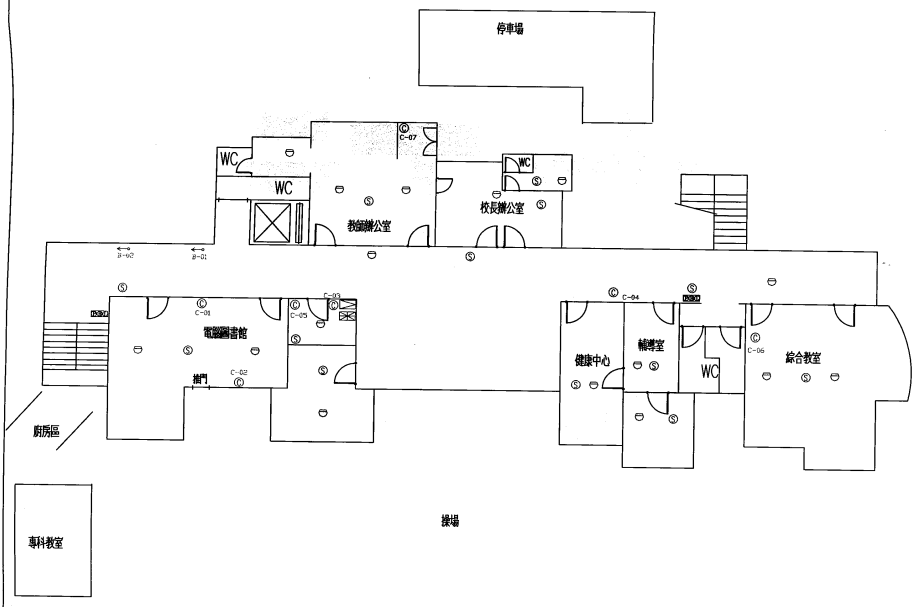 停車場
C
C-07
WC
WC
WC
S
S
S
教師辦公室
校長辦公室
B-02
B-01
S
S
S
C
C-04
C-03
C
C-01
C
C-05
C
電腦圖書館
S
S
S
推門
C-02
C
健康中心
輔導室
S
S
S
WC
C
C-06
綜合教室
S
廚房區
操場
專科教室